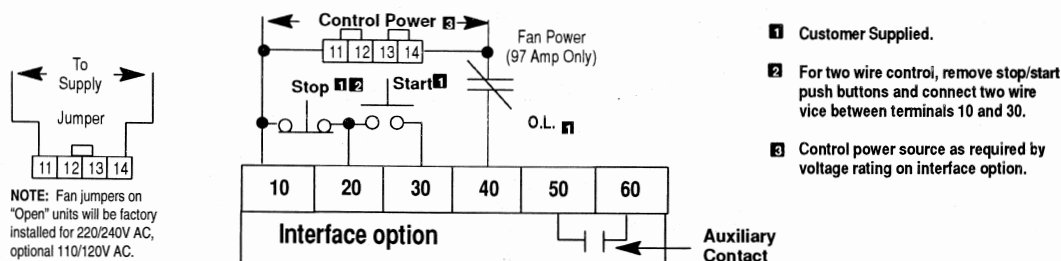 To
Supply
Jumper
11 12 13 14
NOTE: Fan jumpers on
"Open" units will be factory
installed for 220/240V AC,
optional 110/120V AC.
Control Power 3
11 12 13 14
Fan Power
(97 Amp Only)
Stop 1 2
Start 1
O.L. 1
10 20 30 40 50 60
Interface option
Auxiliary
Contact
1 Customer Supplied.
2 For two wire control, remove stop/start
push buttons and connect two wire
vice between terminals 10 and 30.
3 Control power source as required by
voltage rating on interface option.